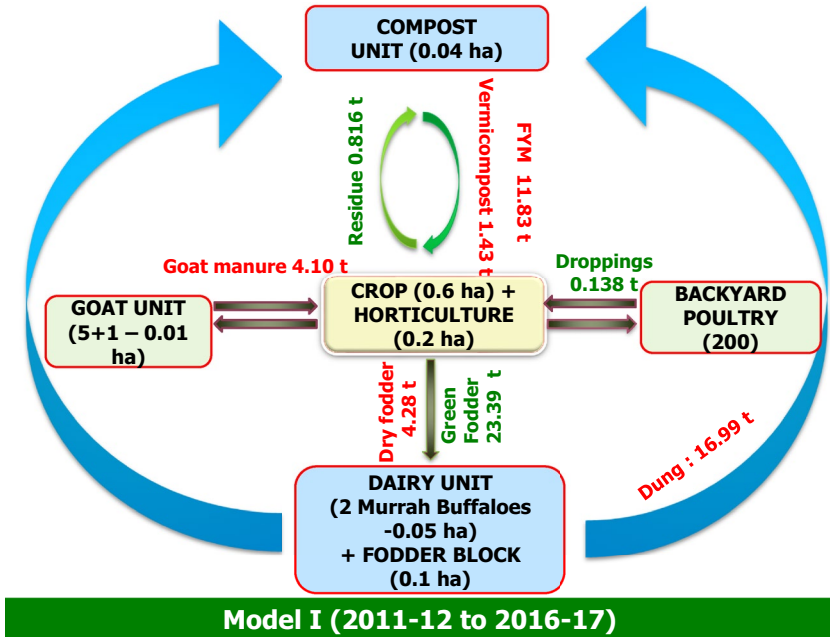 COMPOST
UNIT (0.04 ha)
Residue 0.816 t
Vermicompost 1.43 t
FYM 11.83 t
Goat manure 4.10 t
Droppings
0.138 t
GOAT UNIT
(5+1 – 0.01
ha)
CROP (0.6 ha) +
HORTICULTURE
(0.2 ha)
BACKYARD
POULTRY
(200)
Dry fodder
4.28 t
Green
Fodder
23.39 t
Dung : 16.99 t
DAIRY UNIT
(2 Murrah Buffaloes
-0.05 ha)
+ FODDER BLOCK
(0.1 ha)
Model I (2011-12 to 2016-17)